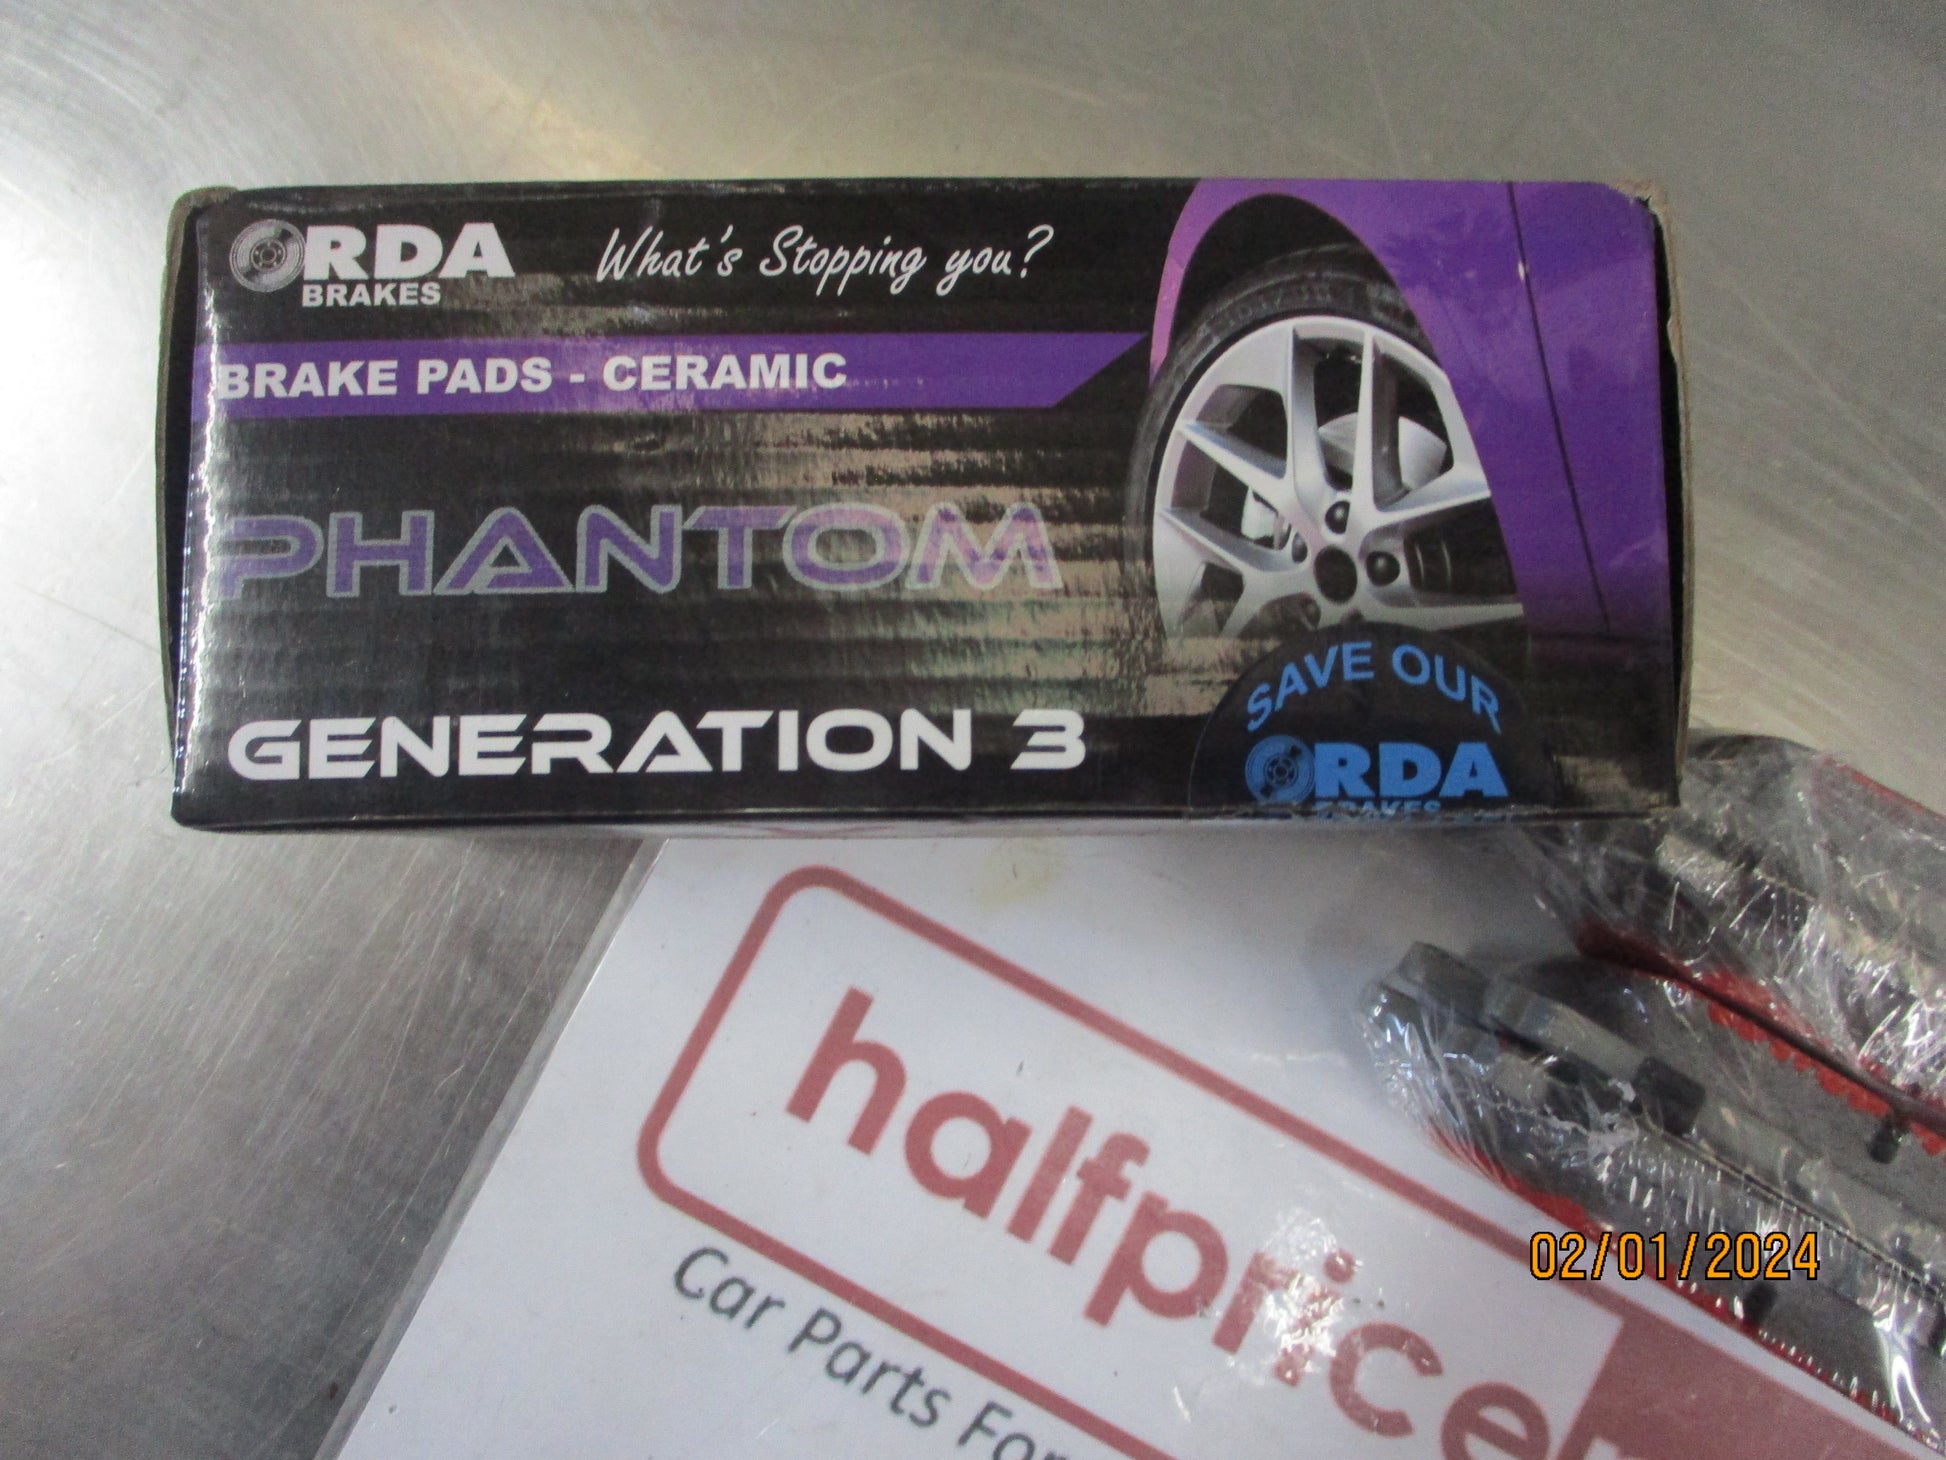 RDA
BRAKES
What's Stopping you?
BRAKE PADS - CERAMIC
PHANTOM
GENERATION 3
SAVE OUR
RDA
BRAKES
halfprice
Car Parts For
02/01/2024